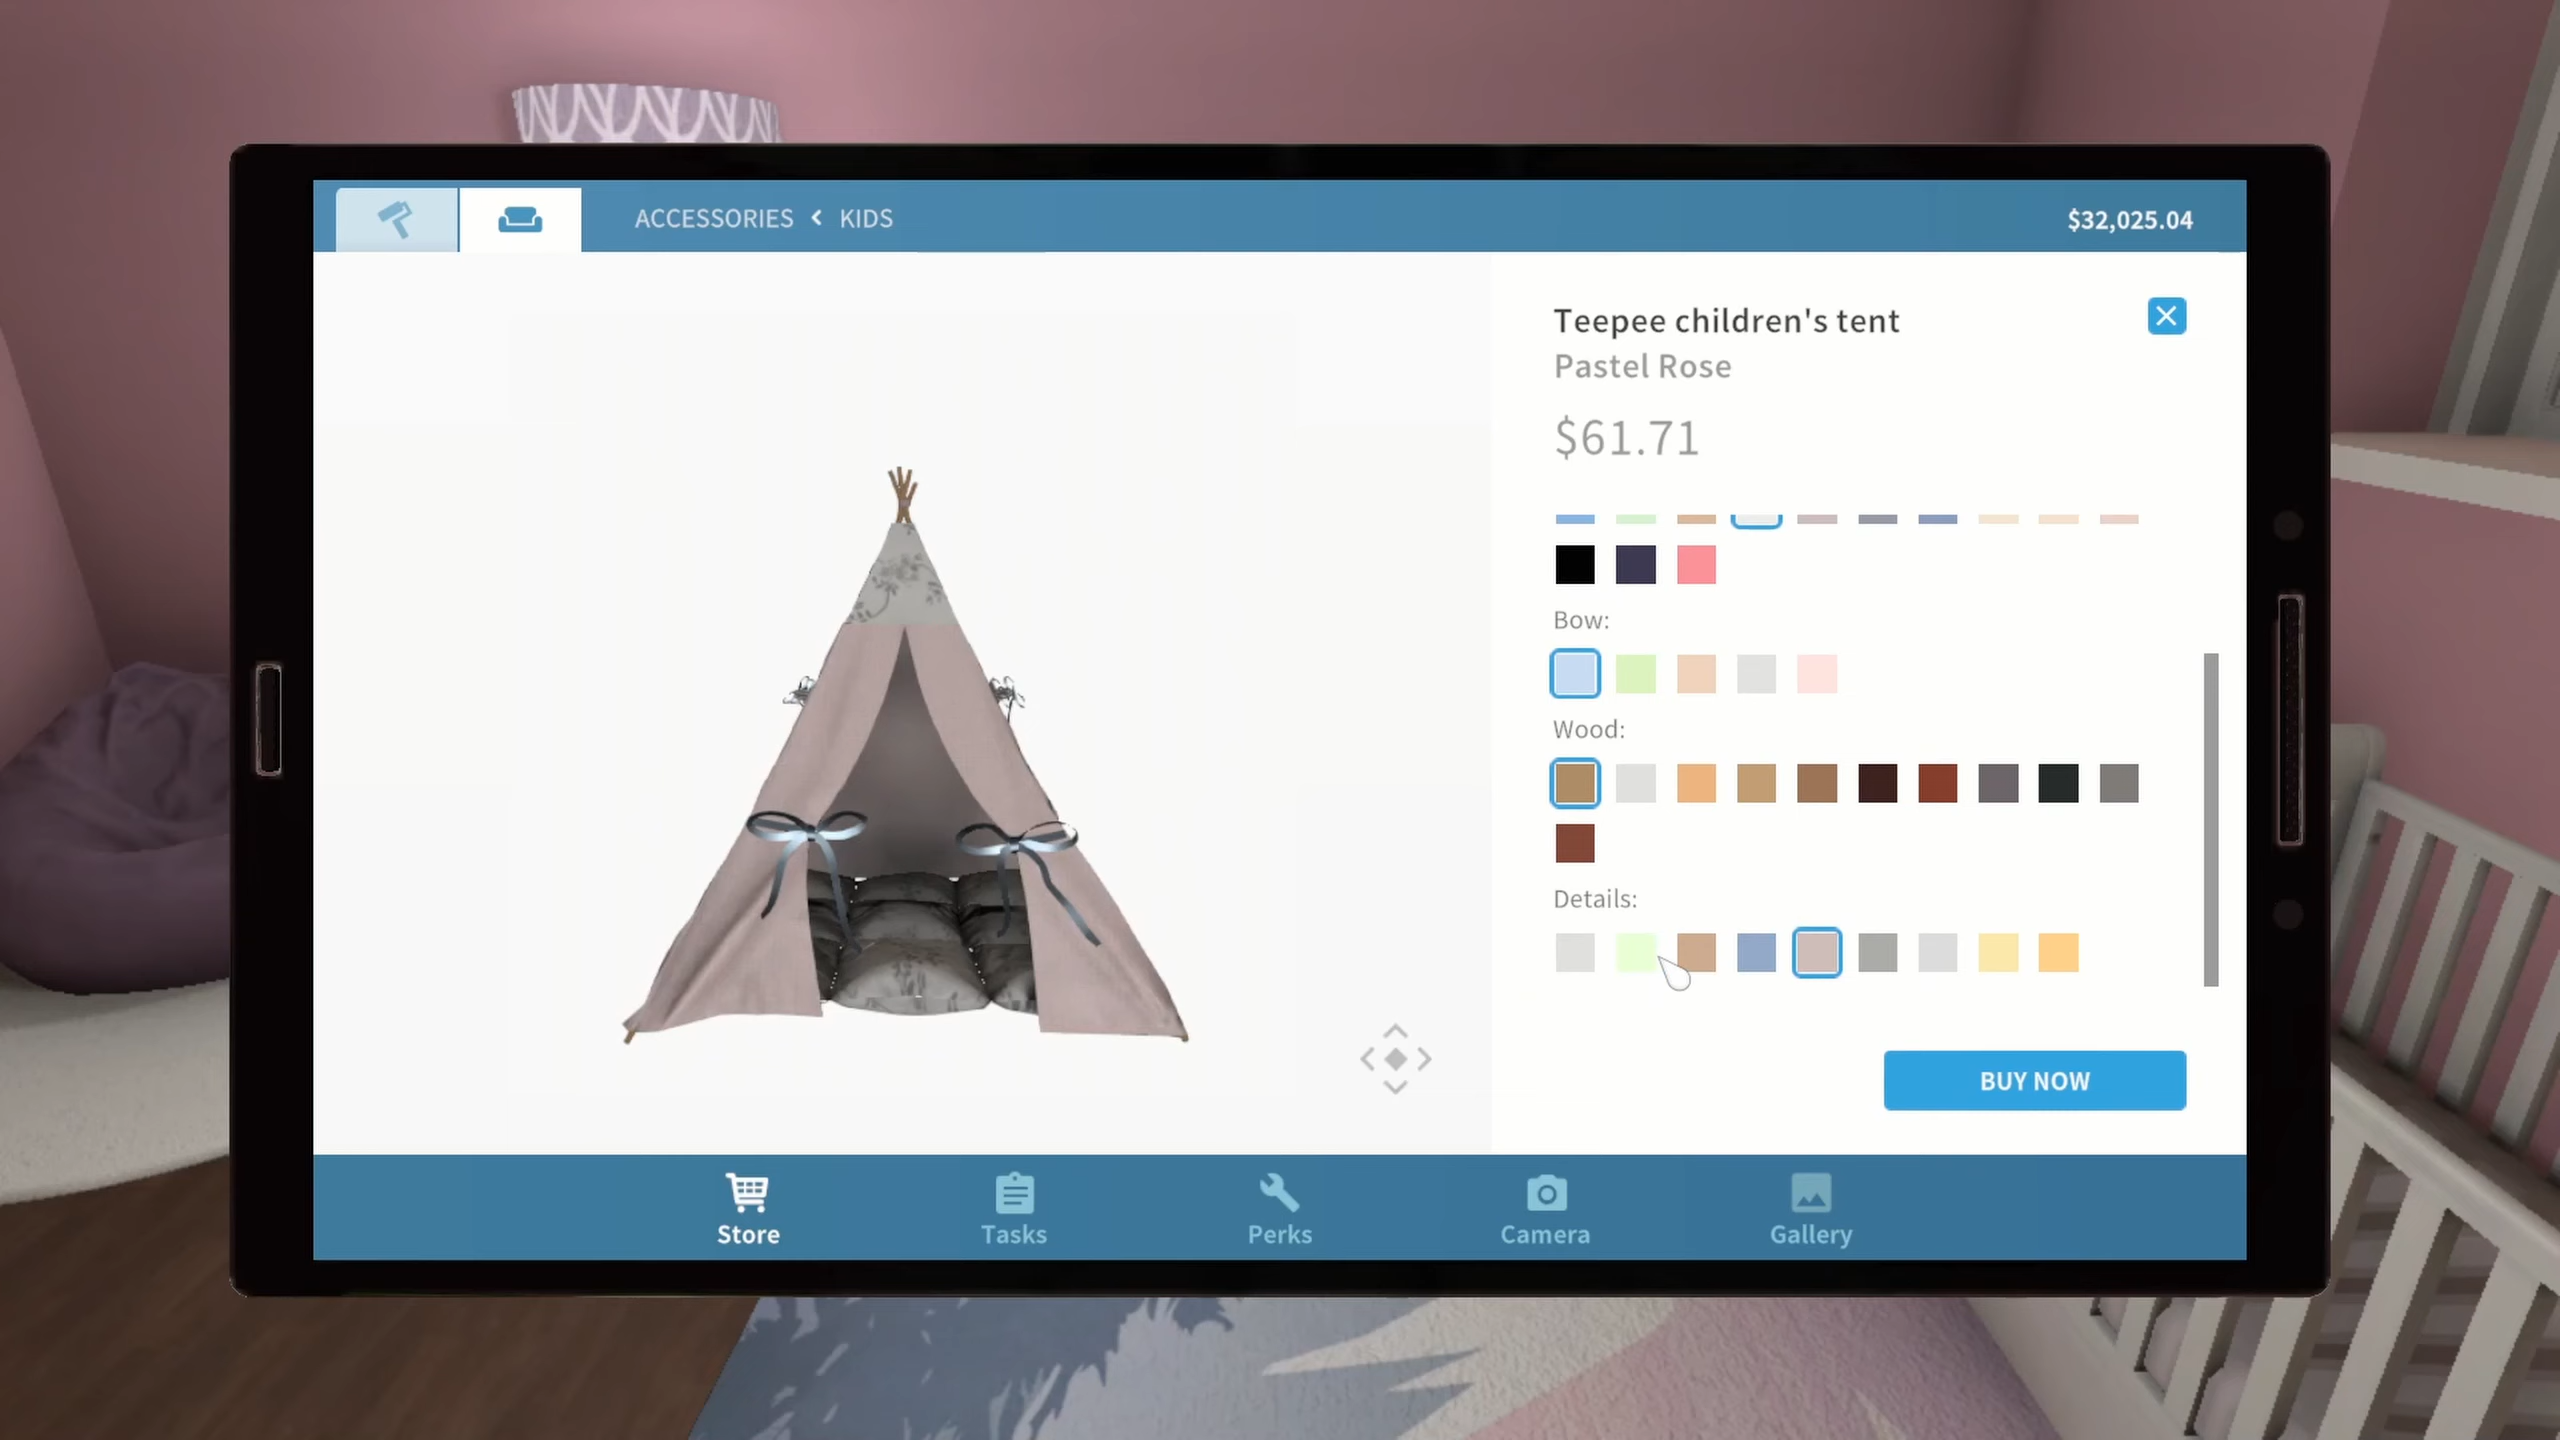 ACCESSORIES < KIDS
$32,025.04
Teepee children's tent
Pastel Rose
$61.71
Bow:
Wood:
Details:
BUY NOW
Store
Tasks
Perks
Camera
Gallery